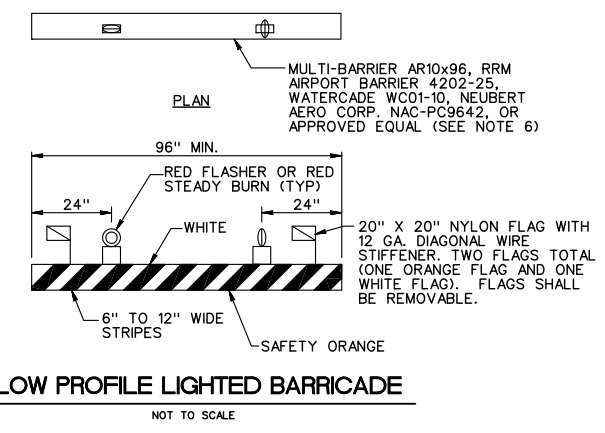 MULTI-BARRIER AR10x96, RRM
AIRPORT BARRIER 4202-25,
WATERCADE WC01-10, NEUBERT
AERO CORP. NAC-PC9642, OR
APPROVED EQUAL (SEE NOTE 6)
PLAN
96" MIN.
RED FLASHER OR RED
STEADY BURN (TYP)
24"
24"
WHITE
20" X 20" NYLON FLAG WITH
12 GA. DIAGONAL WIRE
STIFFENER. TWO FLAGS TOTAL
(ONE ORANGE FLAG AND ONE
WHITE FLAG). FLAGS SHALL
BE REMOVABLE.
6" TO 12" WIDE
STRIPES
SAFETY ORANGE
LOW PROFILE LIGHTED BARRICADE
NOT TO SCALE